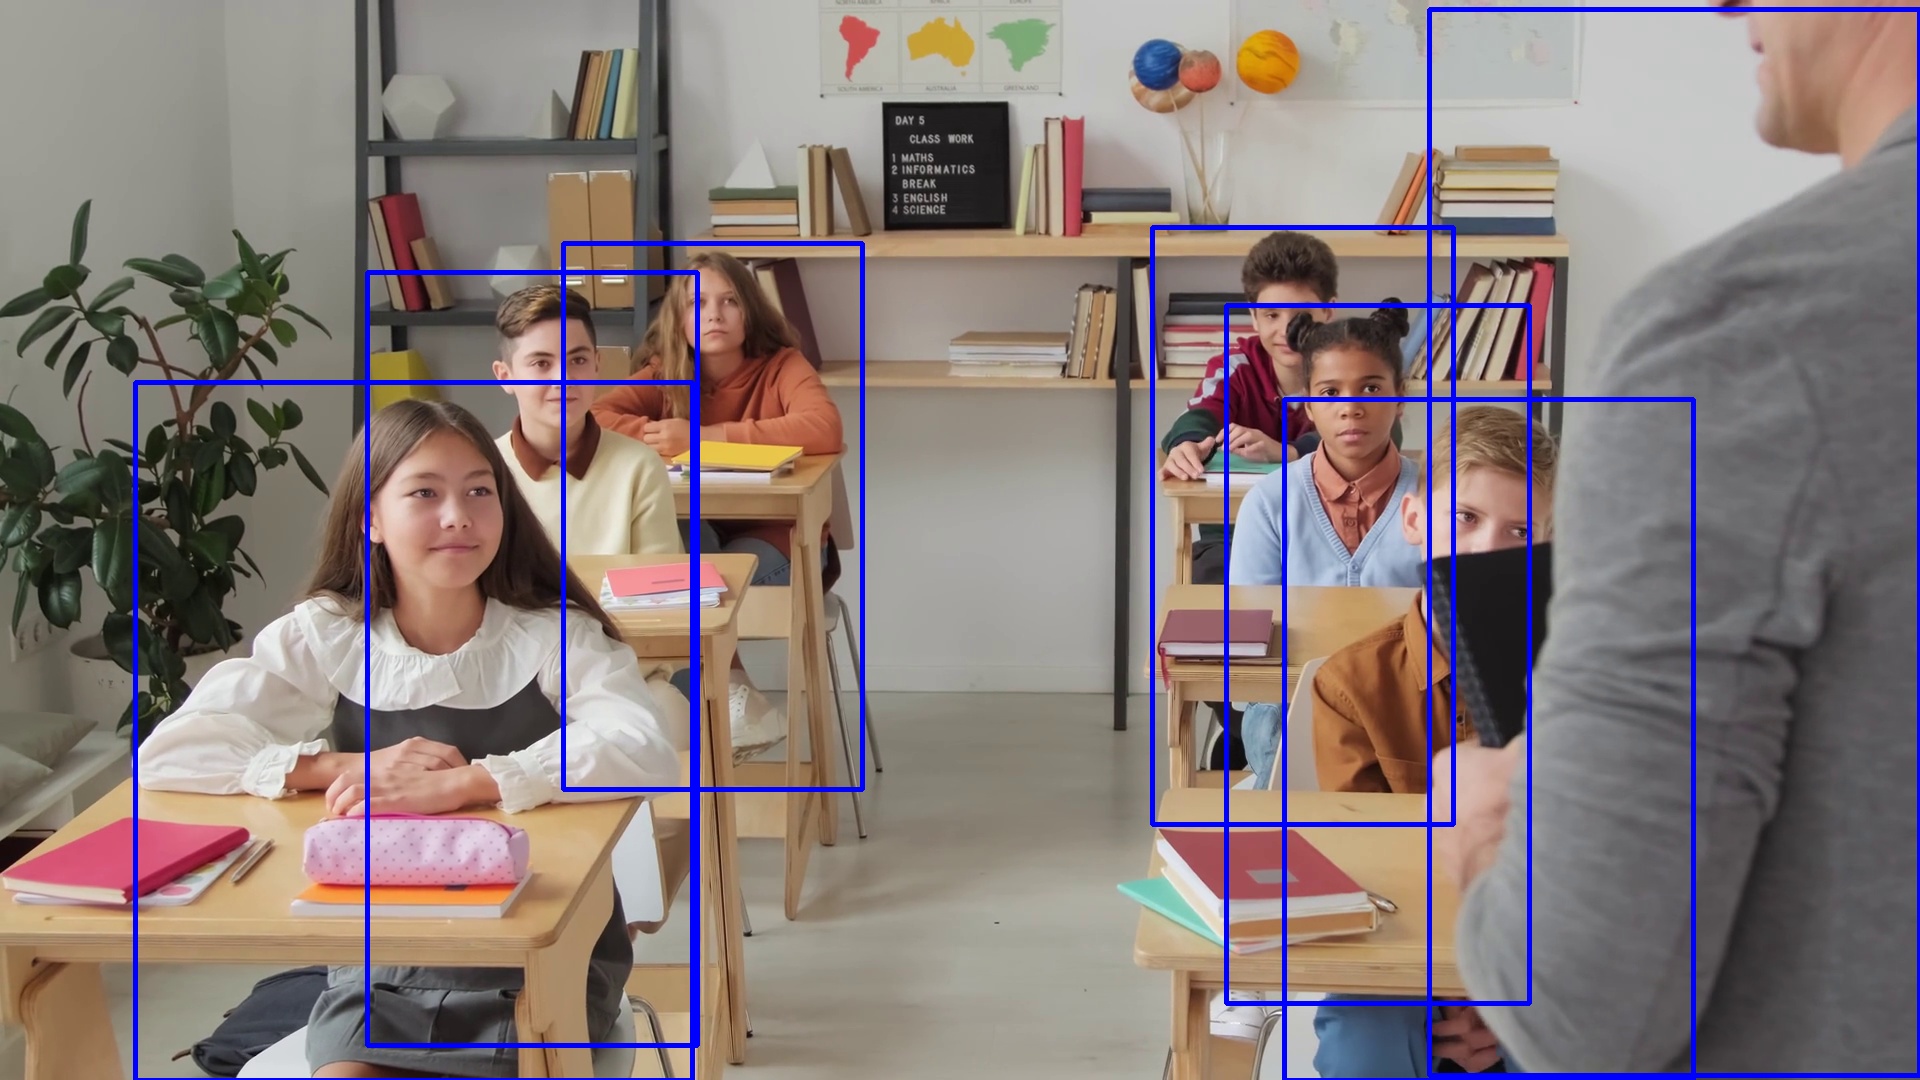 NORTH AMERICA
AFRICA
EUROPE
SOUTH AMERICA
AUSTRALIA
GREENLAND
DAY 5
CLASS WORK
1 MATHS
2 INFORMATICS
BREAK
3 ENGLISH
4 SCIENCE